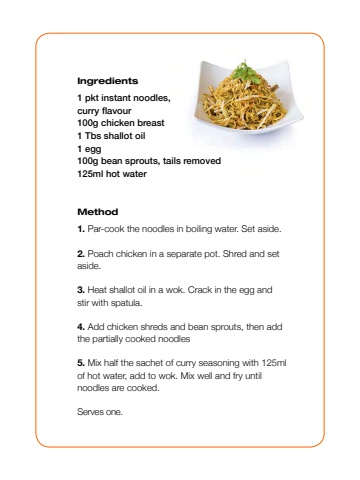 Ingredients
1 pkt instant noodles,
curry flavour
100g chicken breast
1 Tbs shallot oil
1 egg
100g bean sprouts, tails removed
125ml hot water
Method
1. Par-cook the noodles in boiling water. Set aside.
2. Poach chicken in a separate pot. Shred and set
aside.
3. Heat shallot oil in a wok. Crack in the egg and
stir with spatula.
4. Add chicken shreds and bean sprouts, then add
the partially cooked noodles
5. Mix half the sachet of curry seasoning with 125ml
of hot water, add to wok. Mix well and fry until
noodles are cooked.
Serves one.